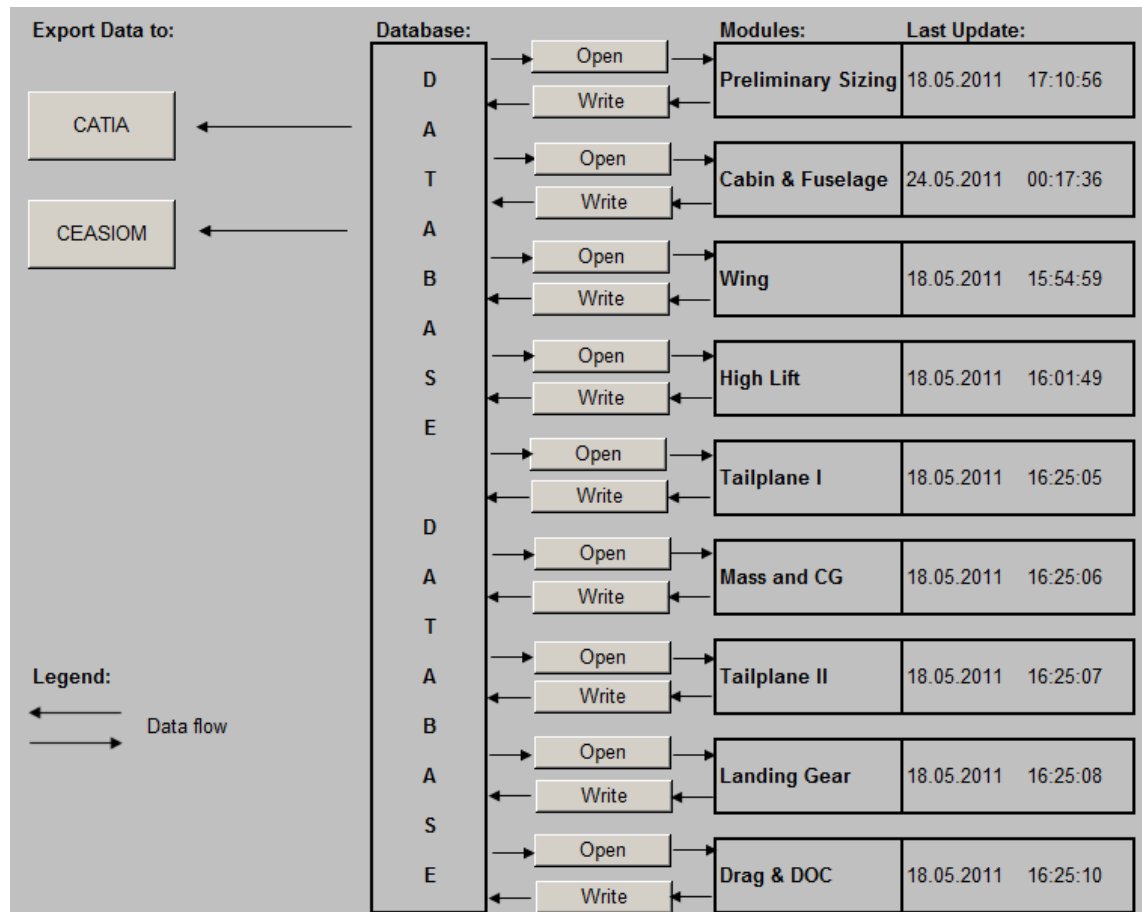 Export Data to:
Database:
Modules:
Last Update:
CATIA
CEASIOM
D
A
T
A
B
A
S
E
D
A
T
A
B
A
S
E
Open
Write
Preliminary Sizing 18.05.2011 17:10:56
Open
Write
Cabin & Fuselage 24.05.2011 00:17:36
Open
Write
Wing 18.05.2011 15:54:59
Open
Write
High Lift 18.05.2011 16:01:49
Open
Write
Tailplane I 18.05.2011 16:25:05
Open
Write
Mass and CG 18.05.2011 16:25:06
Open
Write
Tailplane II 18.05.2011 16:25:07
Open
Write
Landing Gear 18.05.2011 16:25:08
Open
Write
Drag & DOC 18.05.2011 16:25:10
Legend:
Data flow